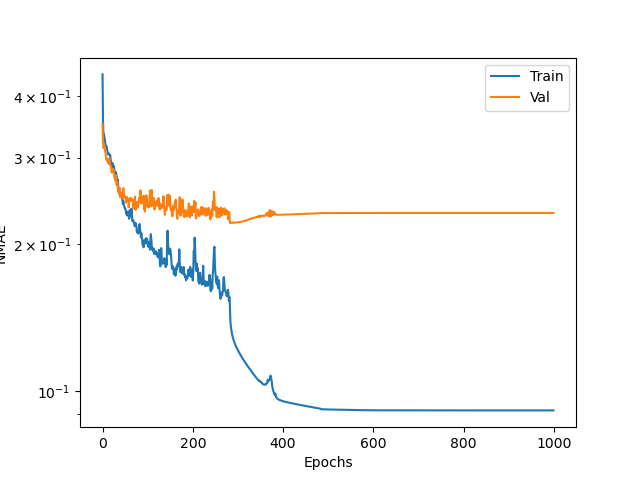 4 × 10⁻¹
3 × 10⁻¹
2 × 10⁻¹
10⁻¹
NMAE
0 200 400 600 800 1000
Epochs
Train
Val